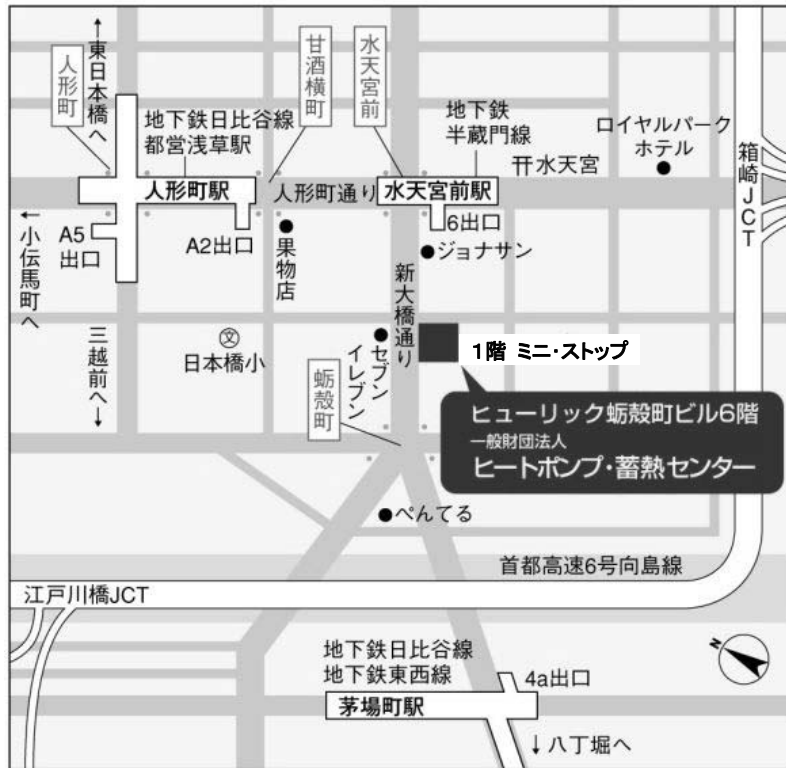 ↑東日本橋へ
人形町
甘酒横町
水天宮前
地下鉄日比谷線
都営浅草駅
地下鉄
半蔵門線
ロイヤルパーク
ホテル
水天宮
箱崎JCT
人形町駅
人形町通り
水天宮前駅
←小伝馬町へ
A5
出口
A2出口
6出口
果物店
ジョナサン
新大橋通り
三越前へ→
文
日本橋小
セブン
イレブン
1階 ミニ・ストップ
蛎殻町
ヒューリック蛎殻町ビル6階
一般財団法人
ヒートポンプ・蓄熱センター
ぺんてる
首都高速6号向島線
江戸川橋JCT
N
地下鉄日比谷線
地下鉄東西線
4a出口
茅場町駅
↓八丁堀へ